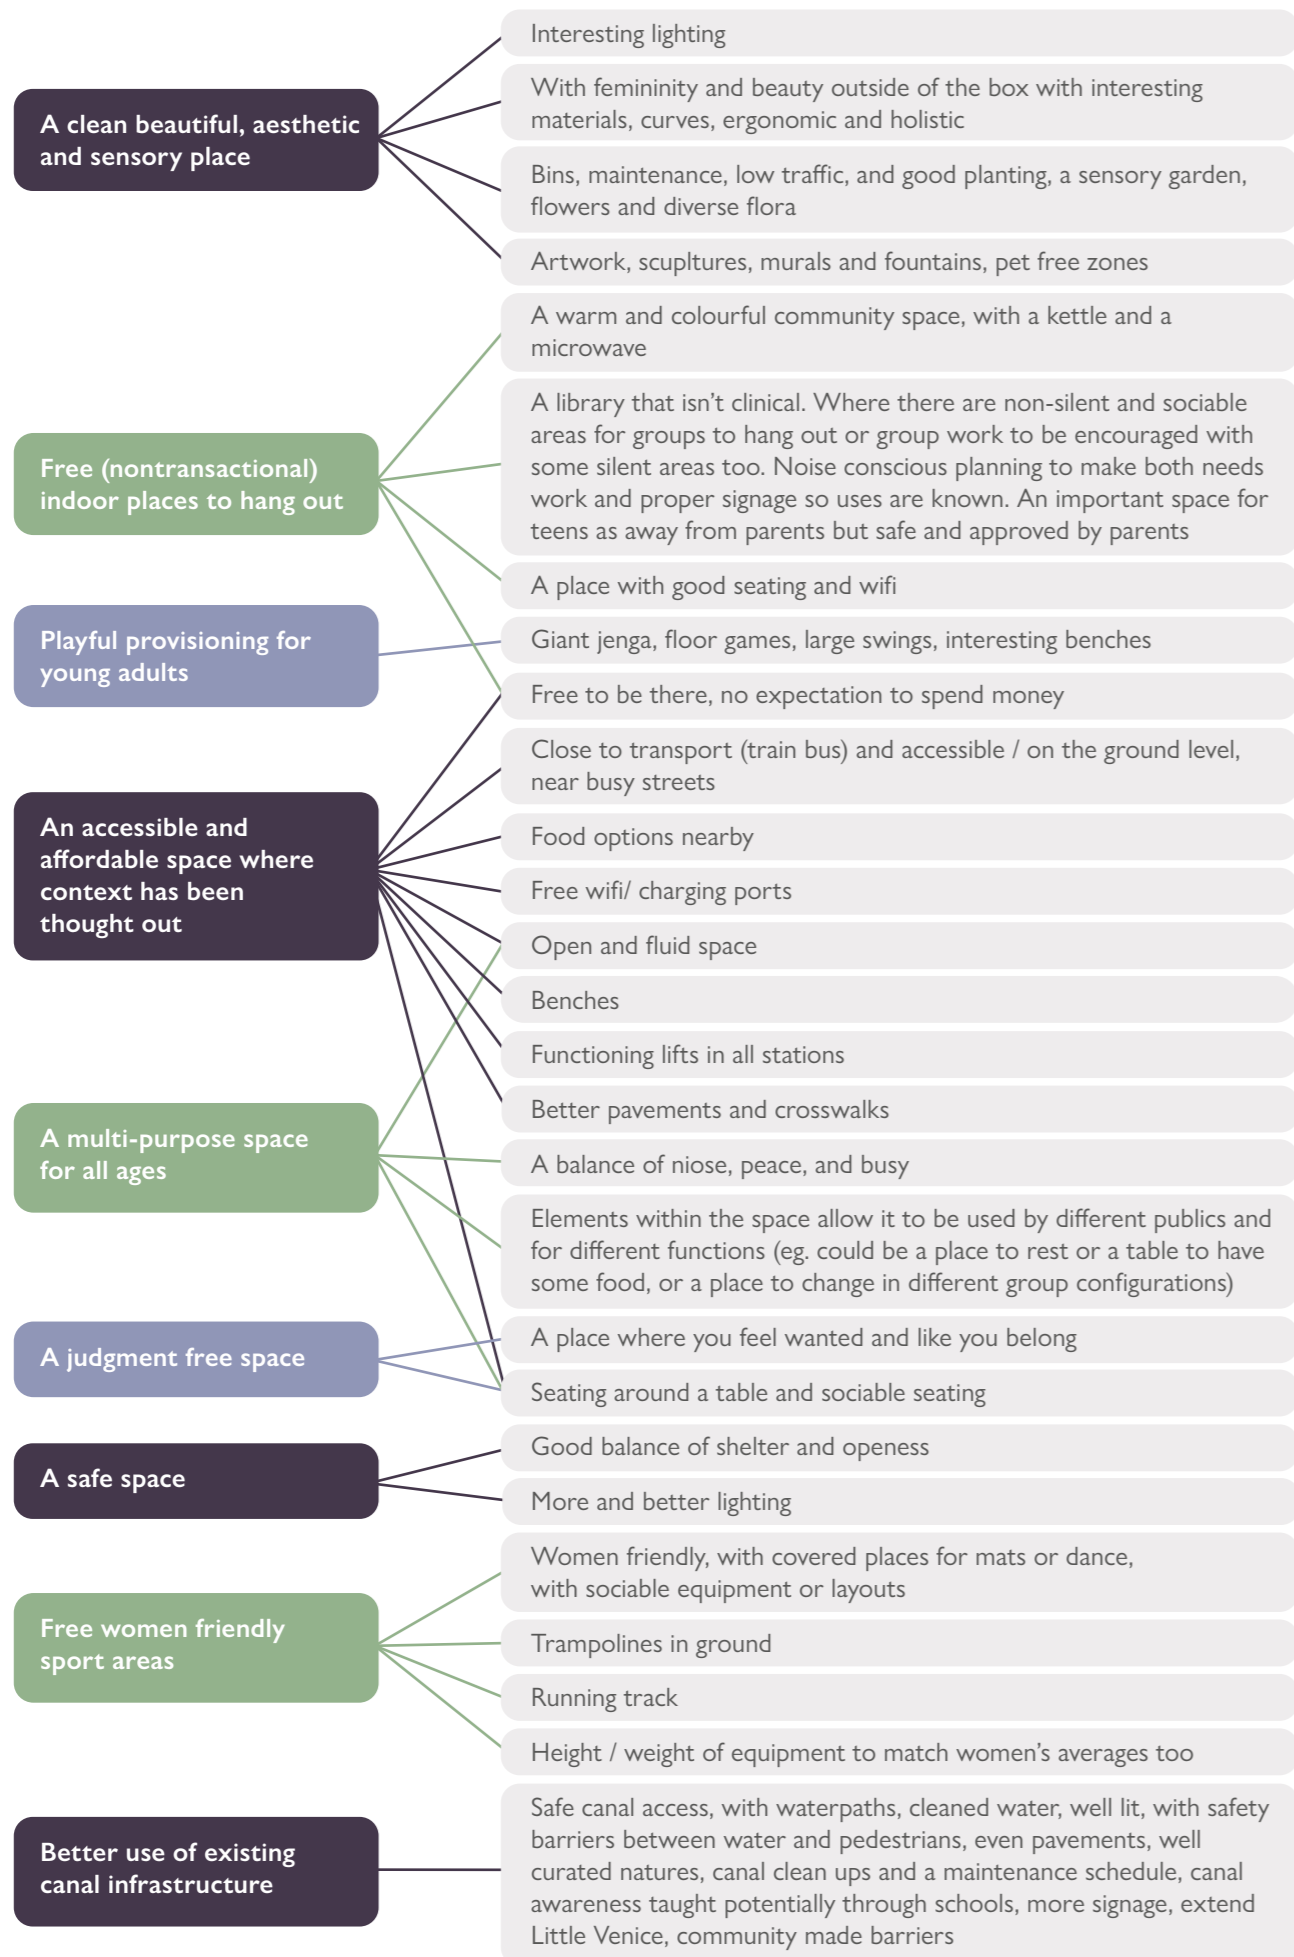 Interesting lighting
With femininity and beauty outside of the box with interesting
materials, curves, ergonomic and holistic
A clean beautiful, aesthetic
and sensory place
Bins, maintenance, low traffic, and good planting, a sensory garden,
flowers and diverse flora
Artwork, scupltures, murals and fountains, pet free zones
A warm and colourful community space, with a kettle and a
microwave
A library that isn't clinical. Where there are non-silent and sociable
areas for groups to hang out or group work to be encouraged with
some silent areas too. Noise conscious planning to make both needs
work and proper signage so uses are known. An important space for
teens as away from parents but safe and approved by parents
Free (nontransactional)
indoor places to hang out
A place with good seating and wifi
Playful provisioning for
young adults
Giant jenga, floor games, large swings, interesting benches
Free to be there, no expectation to spend money
Close to transport (train bus) and accessible / on the ground level,
near busy streets
An accessible and
affordable space where
context has been
thought out
Food options nearby
Free wifi/ charging ports
Open and fluid space
Benches
Functioning lifts in all stations
Better pavements and crosswalks
A multi-purpose space
for all ages
A balance of niose, peace, and busy
Elements within the space allow it to be used by different publics and
for different functions (eg. could be a place to rest or a table to have
some food, or a place to change in different group configurations)
A judgment free space
A place where you feel wanted and like you belong
Seating around a table and sociable seating
A safe space
Good balance of shelter and openess
More and better lighting
Women friendly, with covered places for mats or dance,
with sociable equipment or layouts
Free women friendly
sport areas
Trampolines in ground
Running track
Height / weight of equipment to match women's averages too
Better use of existing
canal infrastructure
Safe canal access, with waterpaths, cleaned water, well lit, with safety
barriers between water and pedestrians, even pavements, well
curated natures, canal clean ups and a maintenance schedule, canal
awareness taught potentially through schools, more signage, extend
Little Venice, community made barriers